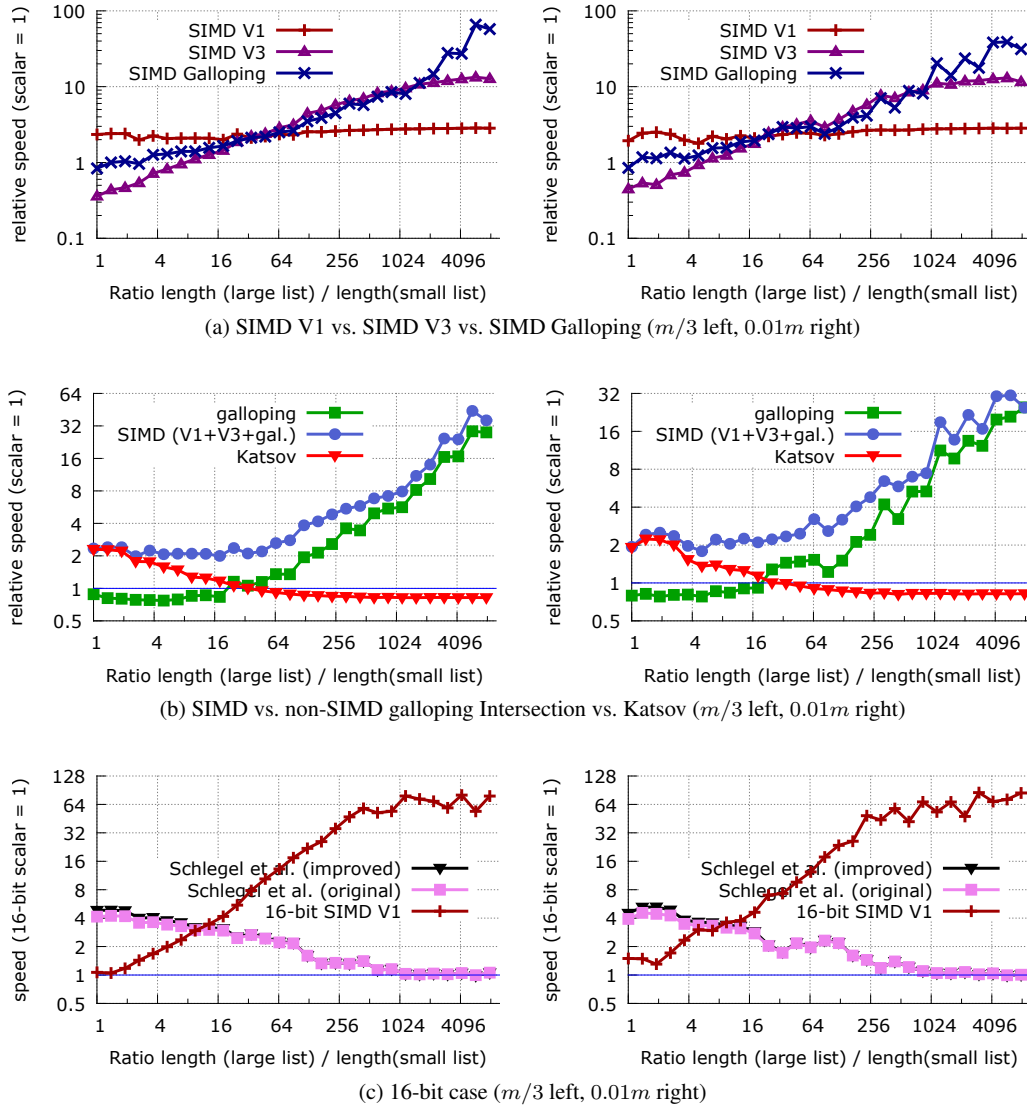 relative speed (scalar = 1)
100
10
1
0.1
SIMD V1
SIMD V3
SIMD Galloping
1 4 16 64 256 1024 4096
Ratio length (large list) / length(small list)
relative speed (scalar = 1)
100
10
1
0.1
SIMD V1
SIMD V3
SIMD Galloping
1 4 16 64 256 1024 4096
Ratio length (large list) / length(small list)
(a) SIMD V1 vs. SIMD V3 vs. SIMD Galloping (m/3 left, 0.01m right)
relative speed (scalar = 1)
64
32
16
8
4
2
1
0.5
galloping
SIMD (V1+V3+gal.)
Katsov
1 4 16 64 256 1024 4096
Ratio length (large list) / length(small list)
relative speed (scalar = 1)
32
16
8
4
2
1
0.5
galloping
SIMD (V1+V3+gal.)
Katsov
1 4 16 64 256 1024 4096
Ratio length (large list) / length(small list)
(b) SIMD vs. non-SIMD galloping Intersection vs. Katsov (m/3 left, 0.01m right)
speed (16-bit scalar = 1)
128
64
32
16
8
4
2
1
0.5
Schlegel et al. (improved)
Schlegel et al. (original)
16-bit SIMD V1
1 4 16 64 256 1024 4096
Ratio length (large list) / length(small list)
speed (16-bit scalar = 1)
128
64
32
16
8
4
2
1
0.5
Schlegel et al. (improved)
Schlegel et al. (original)
16-bit SIMD V1
1 4 16 64 256 1024 4096
Ratio length (large list) / length(small list)
(c) 16-bit case (m/3 left, 0.01m right)